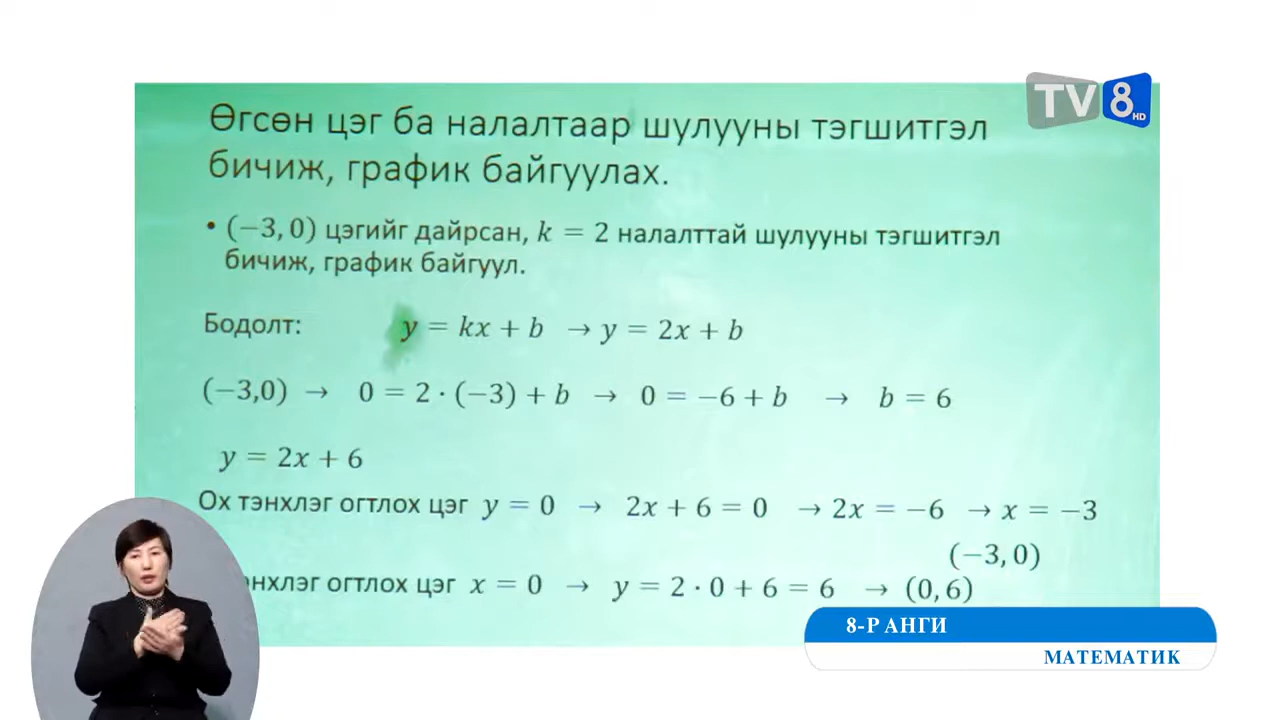 TV8 HD
Өгсөн цэг ба налалтаар шулууны тэгшитгэл
бичиж, график байгуулах.
• (−3, 0) цэгийг дайрсан, k = 2 налалттай шулууны тэгшитгэл
бичиж, график байгуул.
Бодолт: y = kx + b → y = 2x + b
(−3,0) → 0 = 2 · (−3) + b → 0 = −6 + b → b = 6
y = 2x + 6
Ох тэнхлэг огтлох цэг y = 0 → 2x + 6 = 0 → 2x = −6 → x = −3
(−3, 0)
огтлох цэг x = 0 → y = 2 · 0 + 6 = 6 → (0, 6)
8-Р АНГИ
МАТЕМАТИК